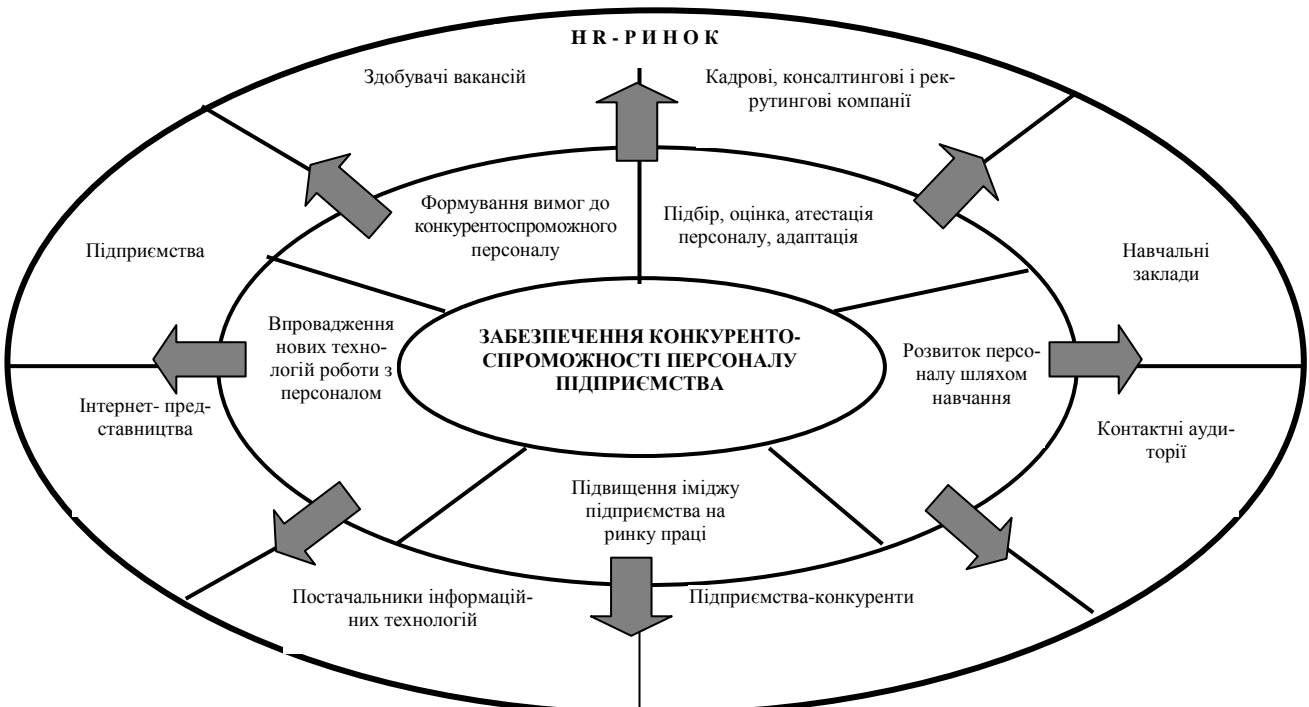 HR-РИНОК
Здобувачі вакансій
Кадрові, консалтингові і рек-
рутингові компанії
Формування вимог до
конкурентоспроможного
персоналу
Підбір, оцінка, атестація
персоналу, адаптація
Підприємства
Навчальні
заклади
Впровадження
нових техно-
логій роботи з
персоналом
ЗАБЕЗПЕЧЕННЯ КОНКУРЕНТО-
СПРОМОЖНОСТІ ПЕРСОНАЛУ
ПІДПРИЄМСТВА
Розвиток персо-
налу шляхом
навчання
Інтернет- пред-
ставництва
Контактні ауди-
торії
Підвищення іміджу
підприємства на
ринку праці
Постачальники інформацій-
них технологій
Підприємства-конкуренти